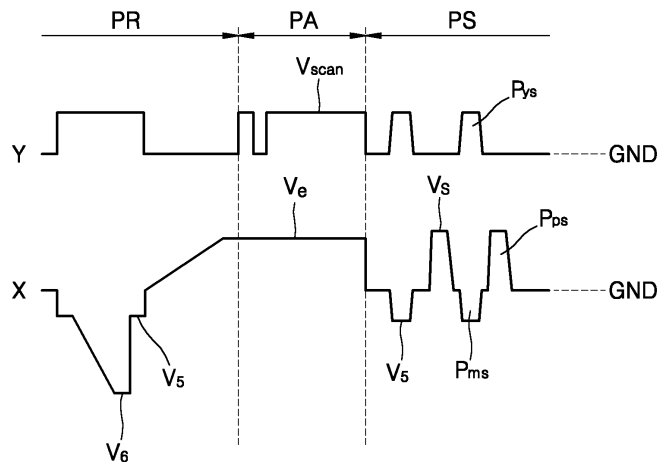 PR PA PS
Vscan
Pys
Y GND
Ve VS
Pps
X GND
V5 V5 Pms
V6